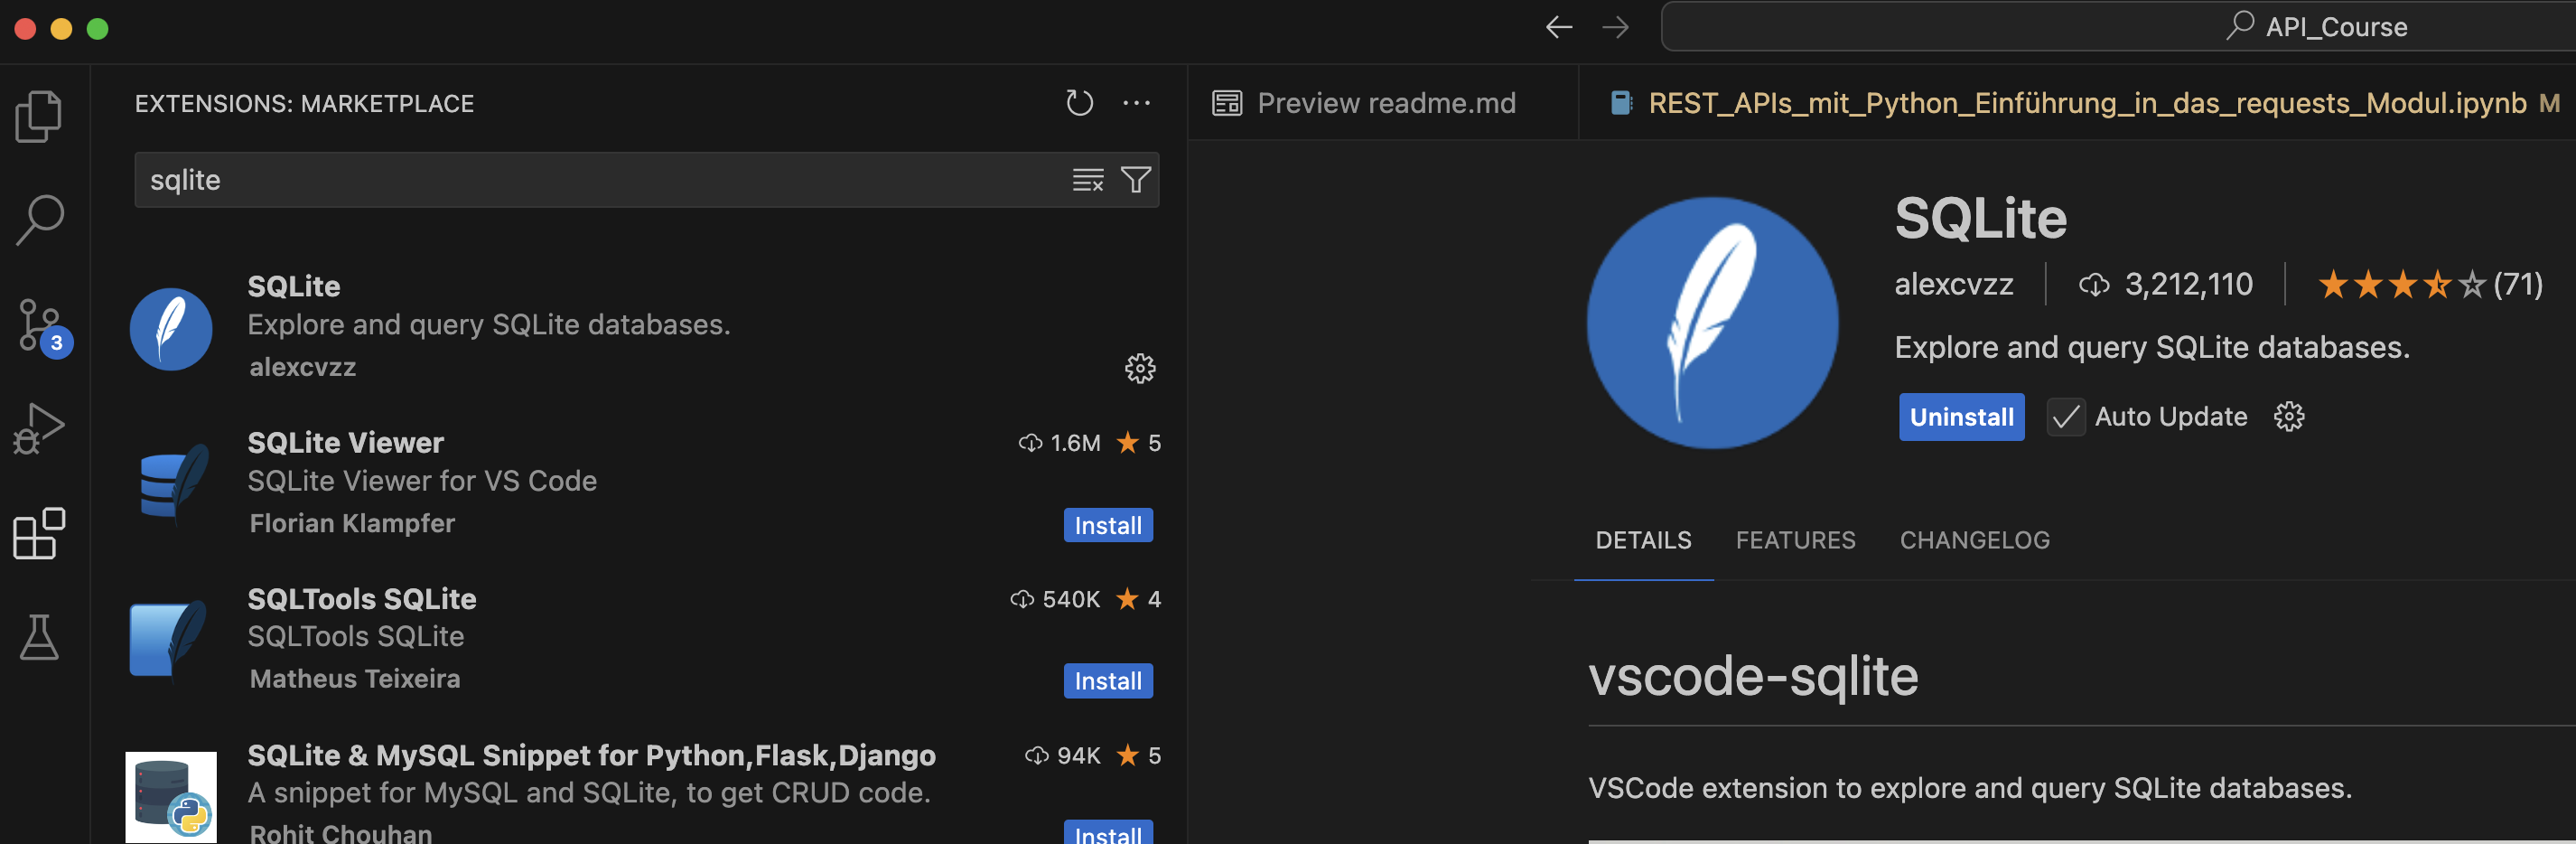 API_Course
EXTENSIONS: MARKETPLACE
Preview readme.md
REST_APIs_mit_Python_Einführung_in_das_requests_Modul.ipynb M
sqlite
3
SQLite
Explore and query SQLite databases.
alexcvzz
SQLite Viewer
1.6M 5
SQLite Viewer for VS Code
Florian Klampfer
Install
SQLTools SQLite
540K 4
SQLTools SQLite
Matheus Teixeira
Install
SQLite & MySQL Snippet for Python,Flask,Django
94K 5
A snippet for MySQL and SQLite, to get CRUD code.
Rohit Chouhan
Install
SQLite
alexcvzz 3,212,110 (71)
Explore and query SQLite databases.
Uninstall Auto Update
DETAILS FEATURES CHANGELOG
vscode-sqlite
VSCode extension to explore and query SQLite databases.